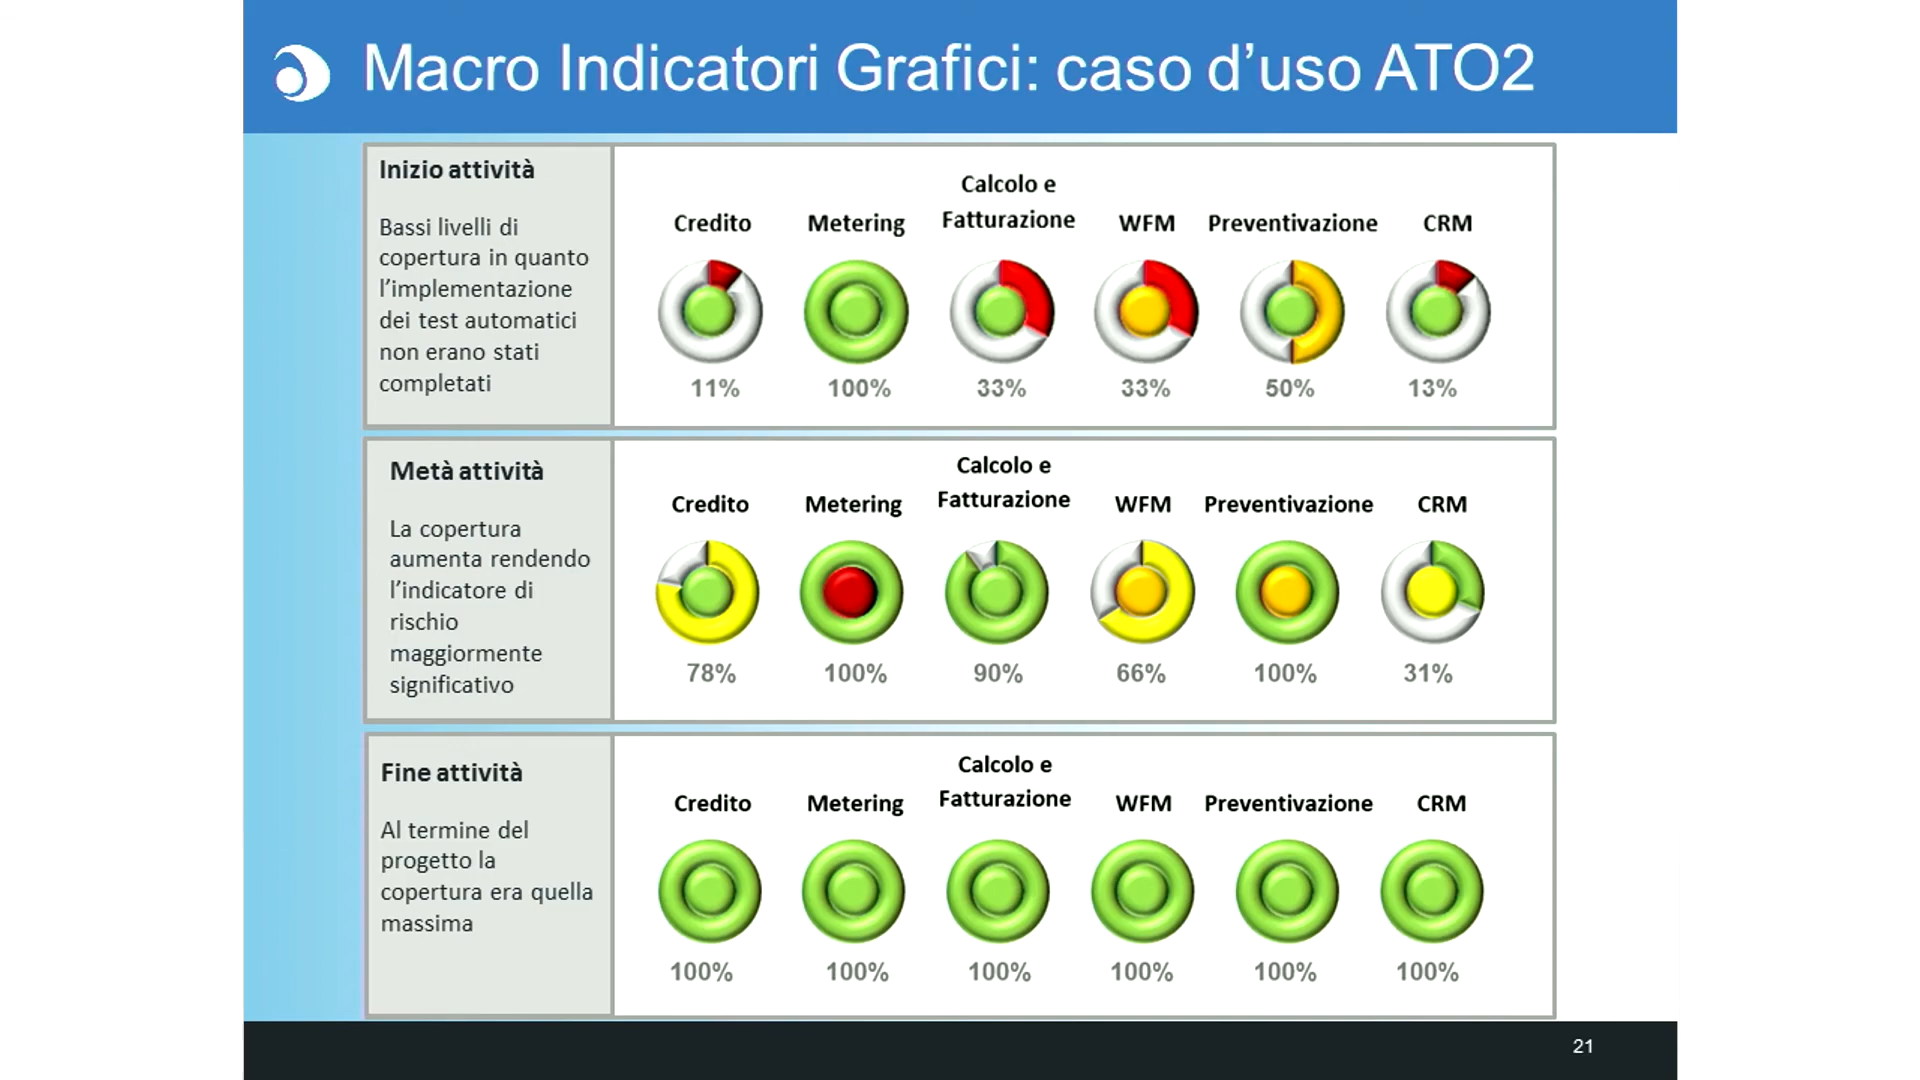 Macro Indicatori Grafici: caso d’uso ATO2
Inizio attività
Bassi livelli di
copertura in quanto
l’implementazione
dei test automatici
non erano stati
completati
Credito
Metering
Calcolo e
Fatturazione
WFM
Preventivazione
CRM
11%
100%
33%
33%
50%
13%
Metà attività
La copertura
aumenta rendendo
l’indicatore di
rischio
maggiormente
significativo
Credito
Metering
Calcolo e
Fatturazione
WFM
Preventivazione
CRM
78%
100%
90%
66%
100%
31%
Fine attività
Al termine del
progetto la
copertura era quella
massima
Credito
Metering
Calcolo e
Fatturazione
WFM
Preventivazione
CRM
100%
100%
100%
100%
100%
100%
21